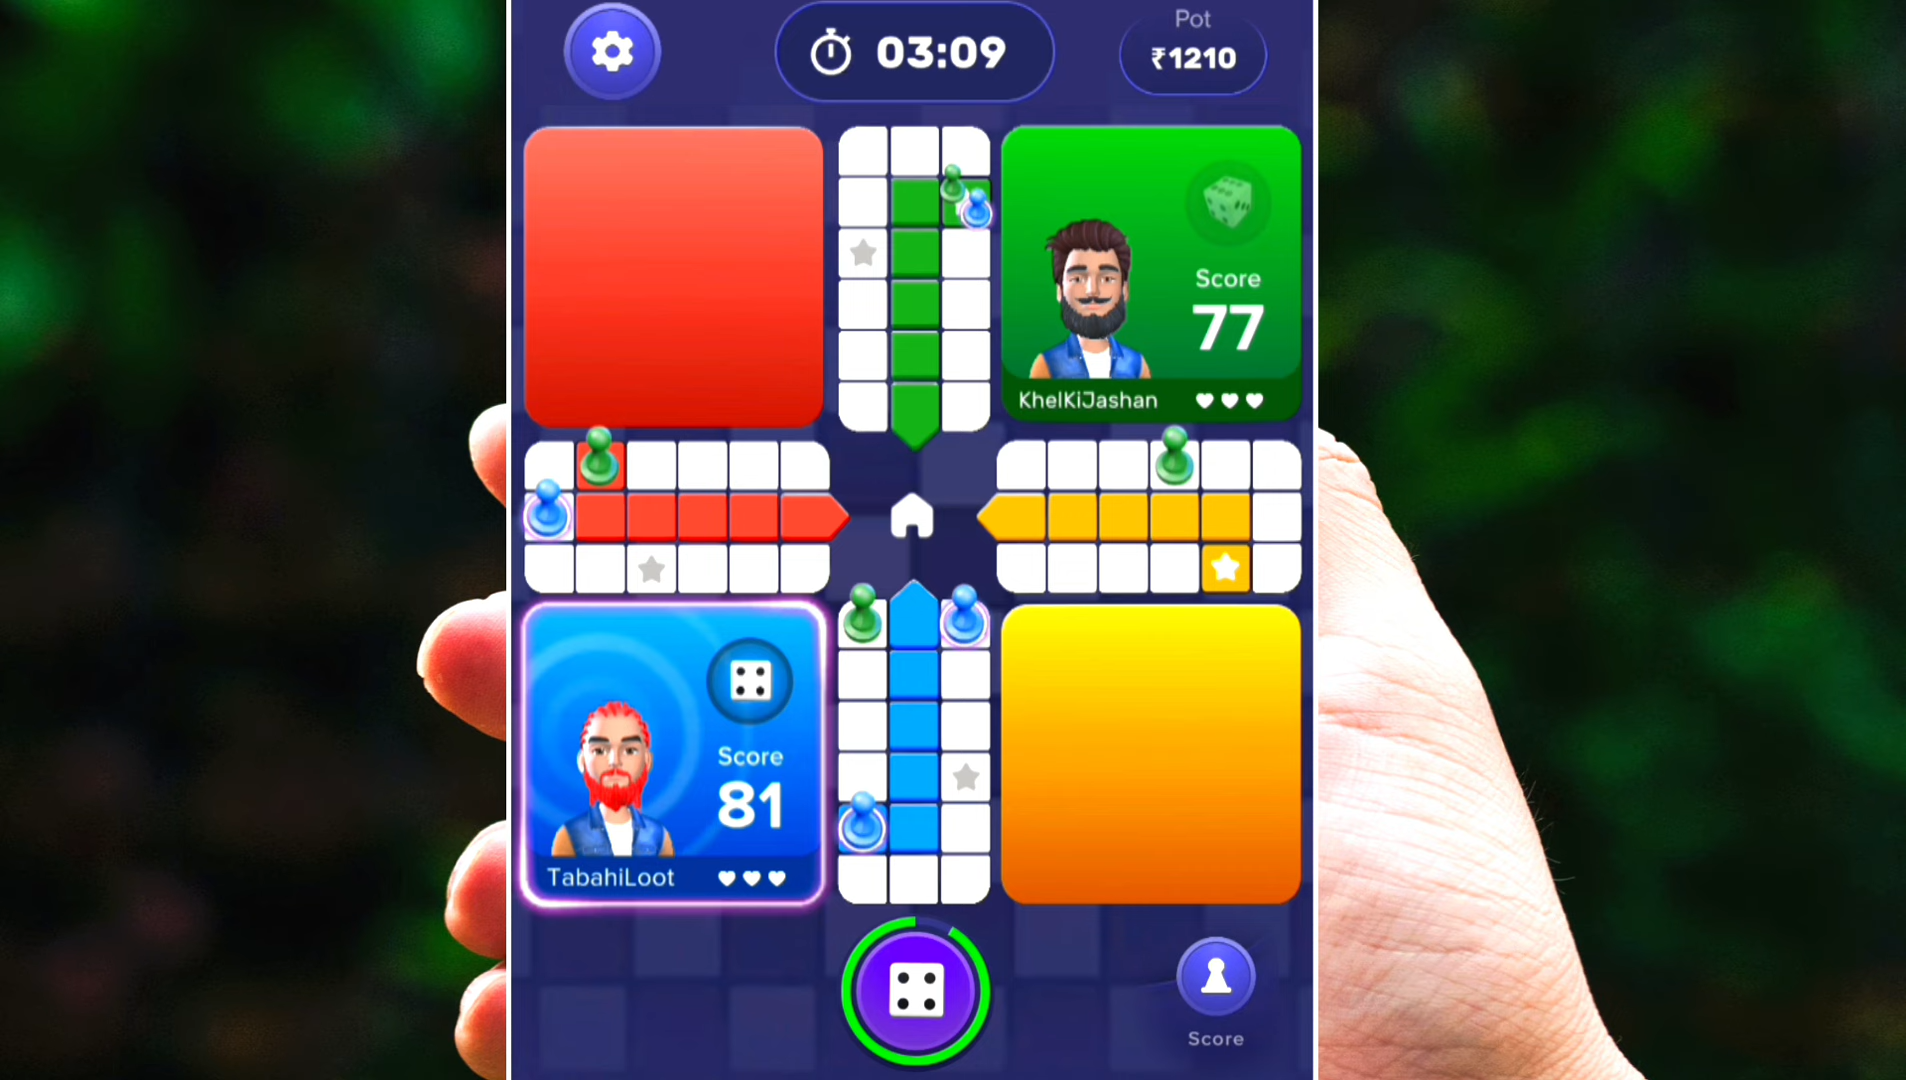 03:09
Pot
₹1210
Score
77
KhelKiJashan
Score
81
TabahiLoot
Score